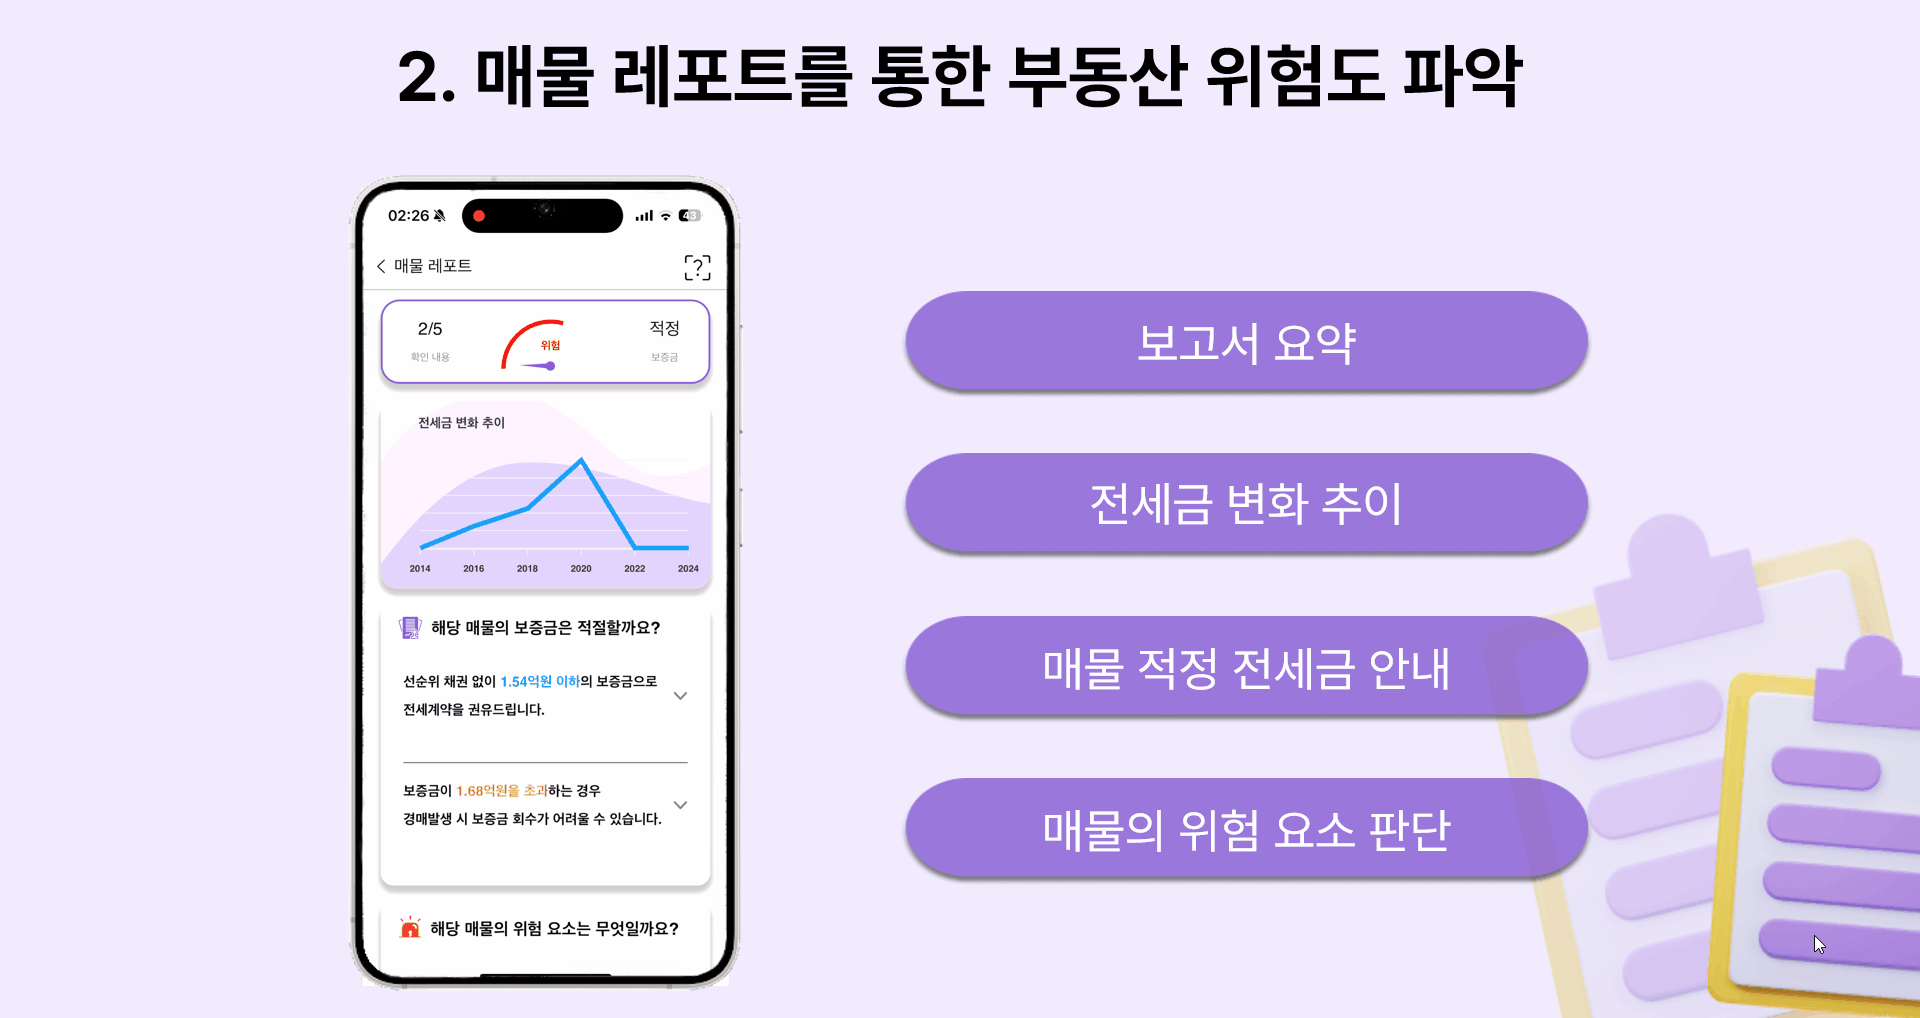 2. 매물 레포트를 통한 부동산 위험도 파악
02:26
43
매물 레포트
2/5
확인 내용
위험
적정
보증금
전세금 변화 추이
2014 2016 2018 2020 2022 2024
해당 매물의 보증금은 적절할까요?
선순위 채권 없이 1.54억원 이하의 보증금으로
전세계약을 권유드립니다.
보증금이 1.68억원을 초과하는 경우
경매발생 시 보증금 회수가 어려울 수 있습니다.
해당 매물의 위험 요소는 무엇일까요?
보고서 요약
전세금 변화 추이
매물 적정 전세금 안내
매물의 위험 요소 판단